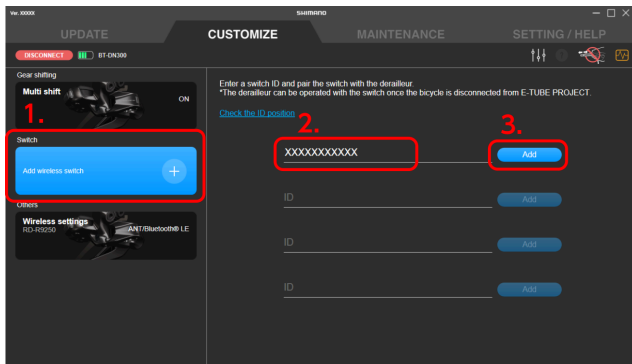 Ver. XXXXX
SHIMANO
UPDATE
CUSTOMIZE
MAINTENANCE
SETTING / HELP
DISCONNECT
BT-DN300
Gear shifting
Multi shift
ON
1.
Switch
Add wireless switch
Others
Wireless settings
RD-R9250
ANT/Bluetooth® LE
Enter a switch ID and pair the switch with the derailleur.
*The derailleur can be operated with the switch once the bicycle is disconnected from E-TUBE PROJECT.
Check the ID position
2.
3.
XXXXXXXXXXX
Add
ID
Add
ID
Add
ID
Add